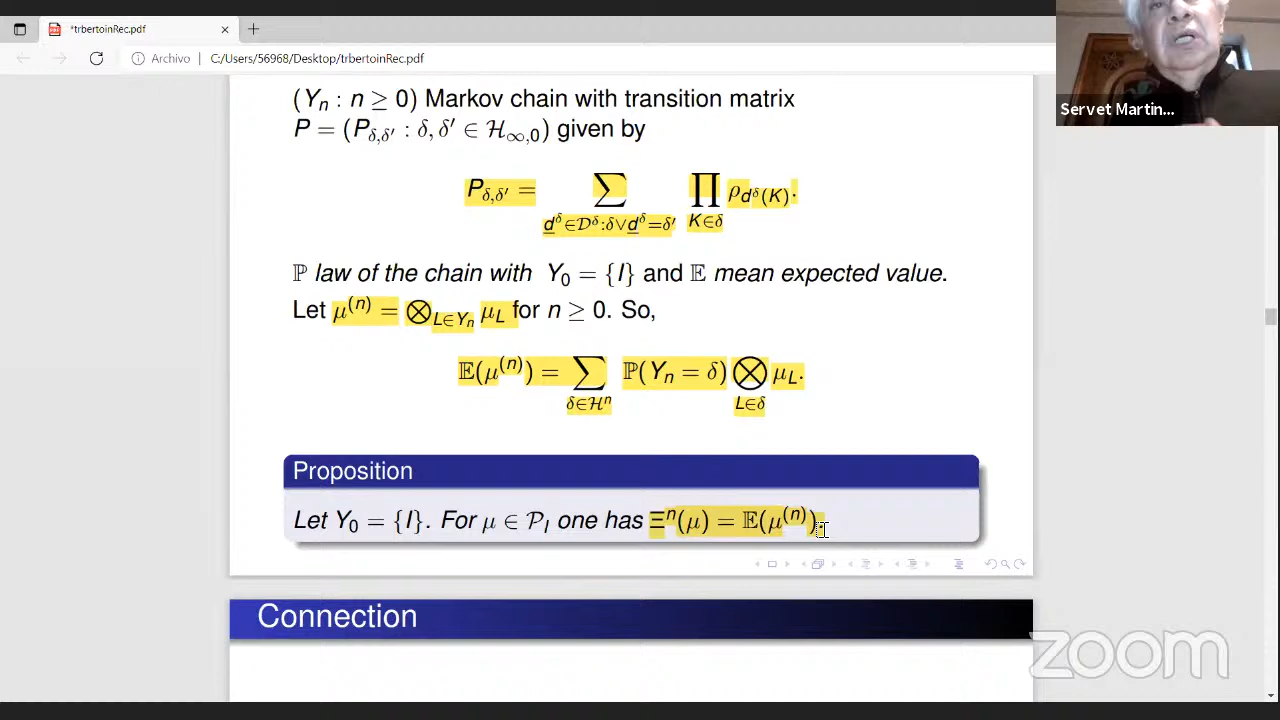 *trbertoinRec.pdf
Archivo | C:/Users/56968/Desktop/trbertoinRec.pdf
Servet Martin...
(Yₙ : n ≥ 0) Markov chain with transition matrix
P = (P_{δ,δ′} : δ, δ′ ∈ ℋ_{∞,0}) given by
P_{δ,δ′} = ∑_{d^δ∈𝒟^δ:δ∨d^δ=δ′} ∏_{K∈δ} ρ_{d^δ(K)}.
ℙ law of the chain with Y₀ = {I} and 𝔼 mean expected value.
Let μ^{(n)} = ⊗_{L∈Yₙ} μ_L for n ≥ 0. So,
𝔼(μ^{(n)}) = ∑_{δ∈ℋⁿ} ℙ(Yₙ = δ) ⊗_{L∈δ} μ_L.
Proposition
Let Y₀ = {I}. For μ ∈ 𝒫_I one has Ξⁿ(μ) = 𝔼(μ^{(n)}).
Connection
zoom